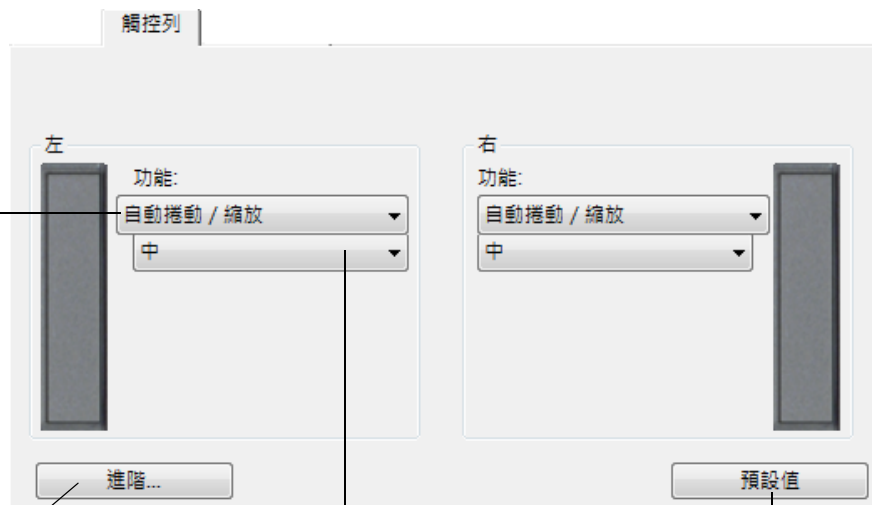 觸控列
左
功能:
自動捲動 / 縮放
中
右
功能:
自動捲動 / 縮放
中
進階...
預設值